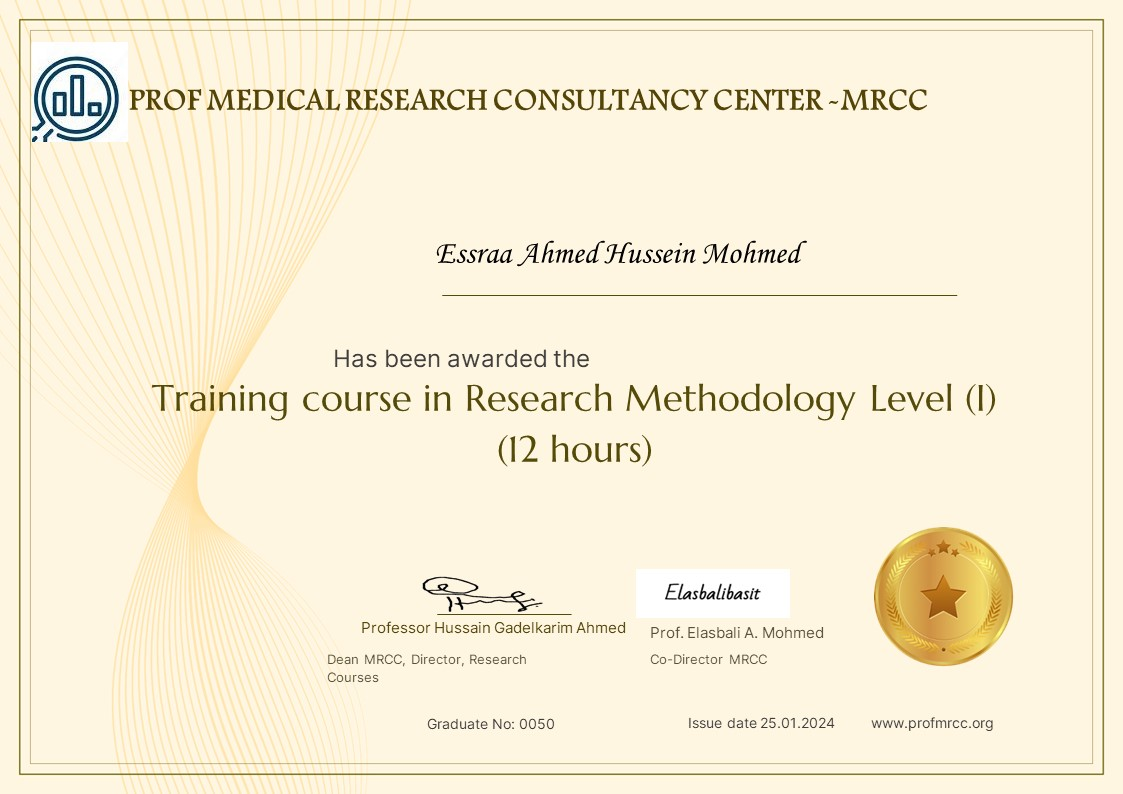 PROF MEDICAL RESEARCH CONSULTANCY CENTER ~MRCC
Essraa Ahmed Hussein Mohmed
Has been awarded the
Training course in Research Methodology Level (I)
(12 hours)
Elasbalibasit
Professor Hussain Gadelkarim Ahmed
Prof. Elasbali A. Mohmed
Dean MRCC, Director, Research
Courses
Co-Director MRCC
Graduate No: 0050
Issue date 25.01.2024
www.profmrcc.org